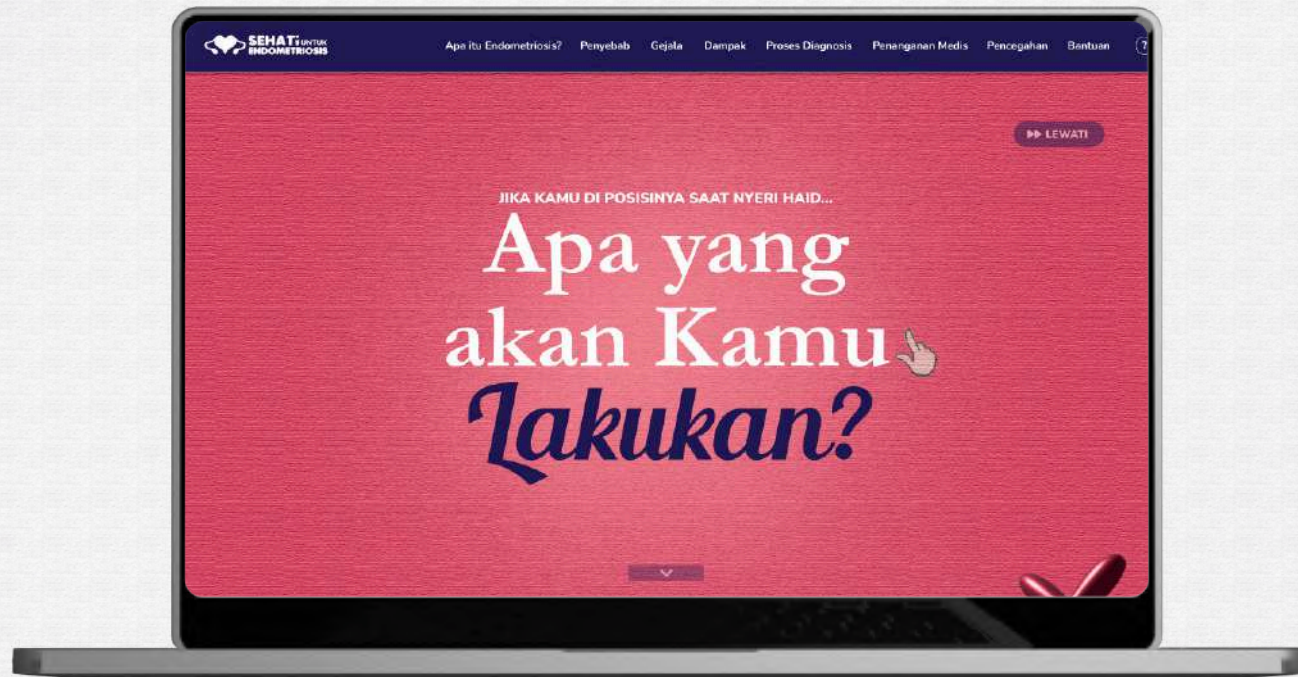 SEHATi UNTUK
ENDOMETRIOSIS
Apa itu Endometriosis? Penyebab Gejala Dampak Proses Diagnosis Penanganan Medis Pencegahan Bantuan ?
LEWATI
JIKA KAMU DI POSISINYA SAAT NYERI HAID...
Apa yang
akan Kamu
Lakukan?